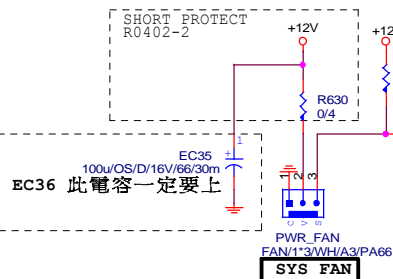 SHORT PROTECT
R0402-2
+12V
+12
R630
0/4
1
EC35
100u/OS/D/16V/66/30m
EC36 此電容一定要上
1
2
3
C
V
S
PWR_FAN
FAN/1*3/WH/A3/PA66
SYS FAN